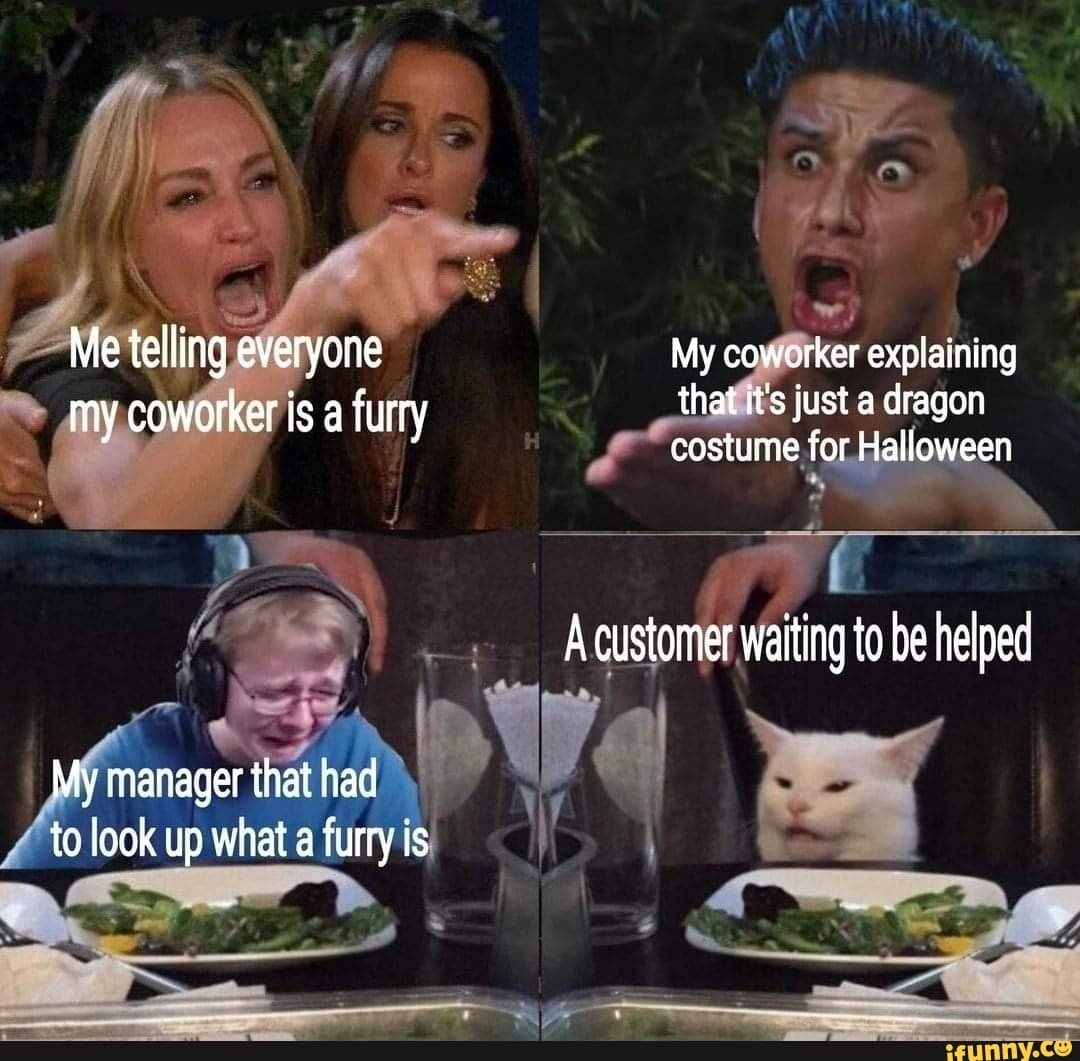 Me telling everyone
my coworker is a furry
My coworker explaining
that it's just a dragon
costume for Halloween
H
My manager that had
to look up what a furry is
A customer waiting to be helped
ifunny.co